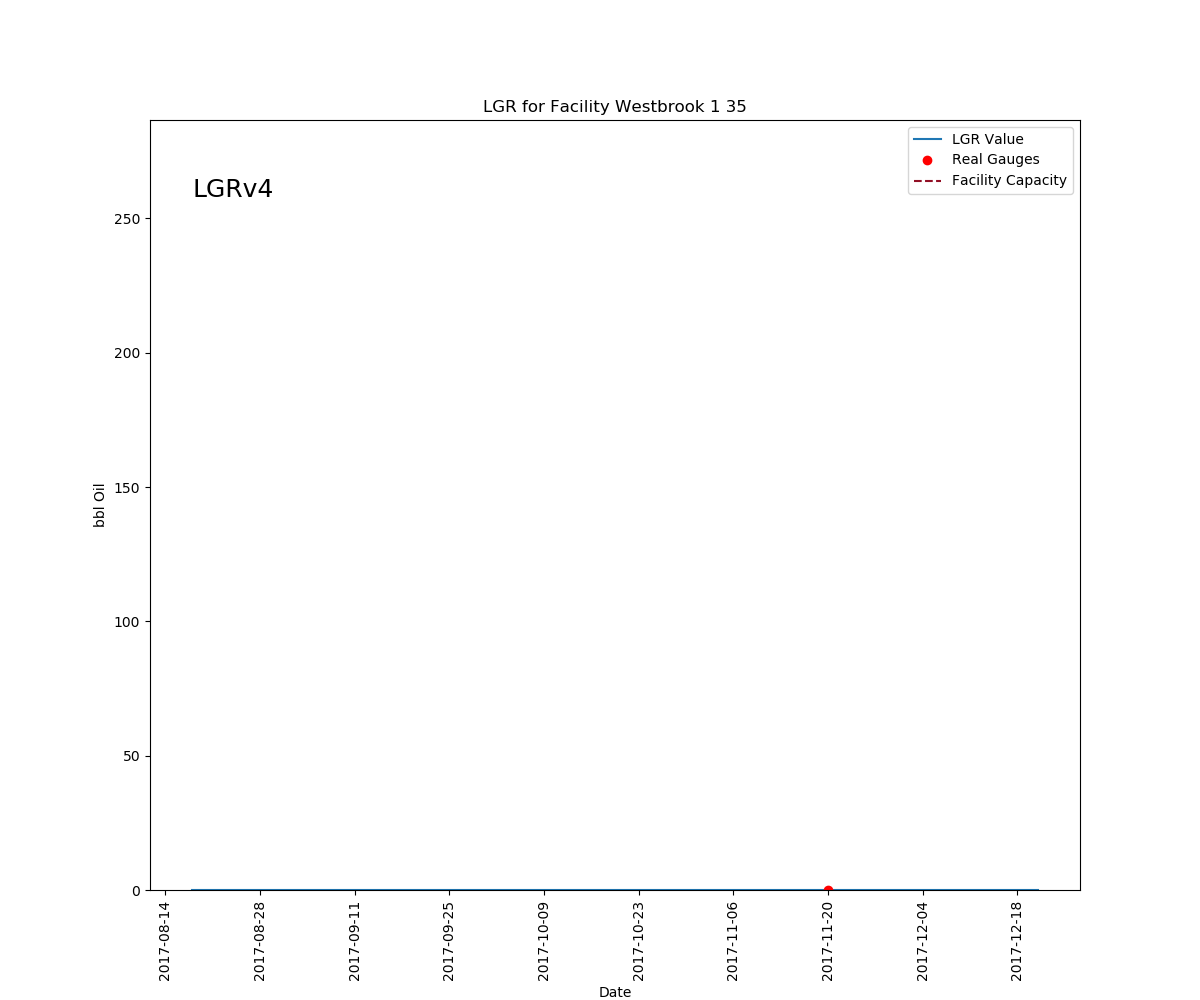 LGR for Facility Westbrook 1 35
LGRv4
LGR Value
Real Gauges
Facility Capacity
250
200
150
100
50
0
bbl Oil
2017-08-14
2017-08-28
2017-09-11
2017-09-25
2017-10-09
2017-10-23
2017-11-06
2017-11-20
2017-12-04
2017-12-18
Date